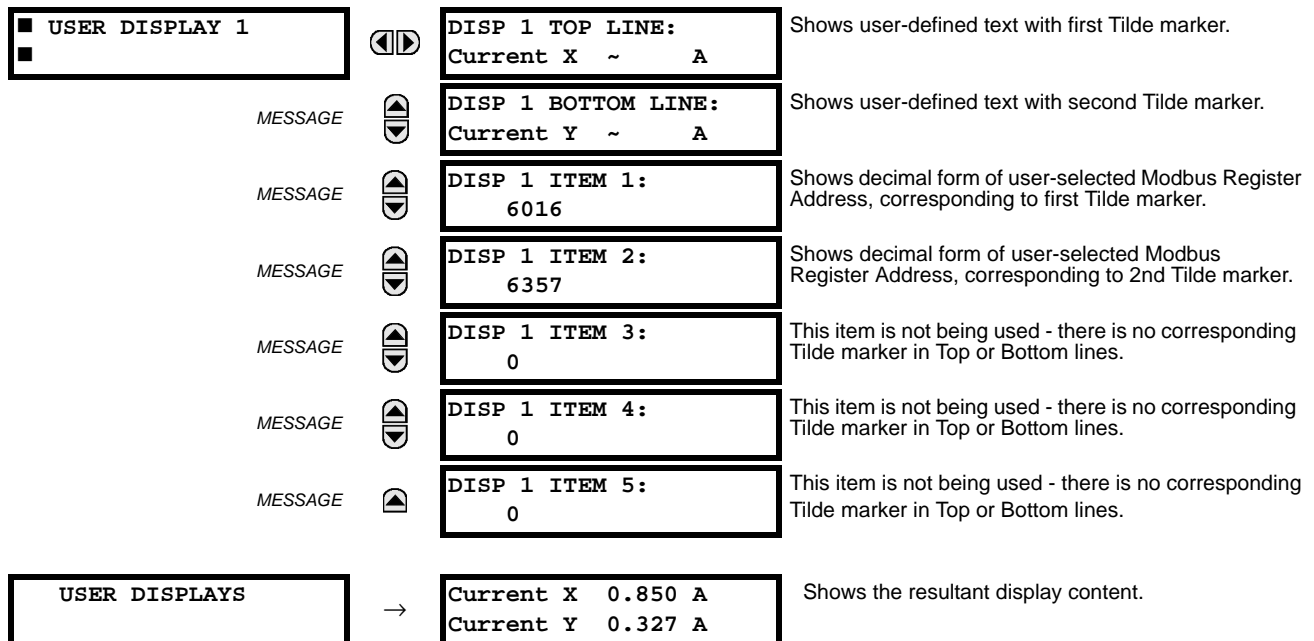 ■ USER DISPLAY 1
■
DISP 1 TOP LINE:
Current X ~ A
Shows user-defined text with first Tilde marker.
MESSAGE
DISP 1 BOTTOM LINE:
Current Y ~ A
Shows user-defined text with second Tilde marker.
MESSAGE
DISP 1 ITEM 1:
6016
Shows decimal form of user-selected Modbus Register
Address, corresponding to first Tilde marker.
MESSAGE
DISP 1 ITEM 2:
6357
Shows decimal form of user-selected Modbus
Register Address, corresponding to 2nd Tilde marker.
MESSAGE
DISP 1 ITEM 3:
0
This item is not being used - there is no corresponding
Tilde marker in Top or Bottom lines.
MESSAGE
DISP 1 ITEM 4:
0
This item is not being used - there is no corresponding
Tilde marker in Top or Bottom lines.
MESSAGE
DISP 1 ITEM 5:
0
This item is not being used - there is no corresponding
Tilde marker in Top or Bottom lines.
USER DISPLAYS
→
Current X 0.850 A
Current Y 0.327 A
Shows the resultant display content.